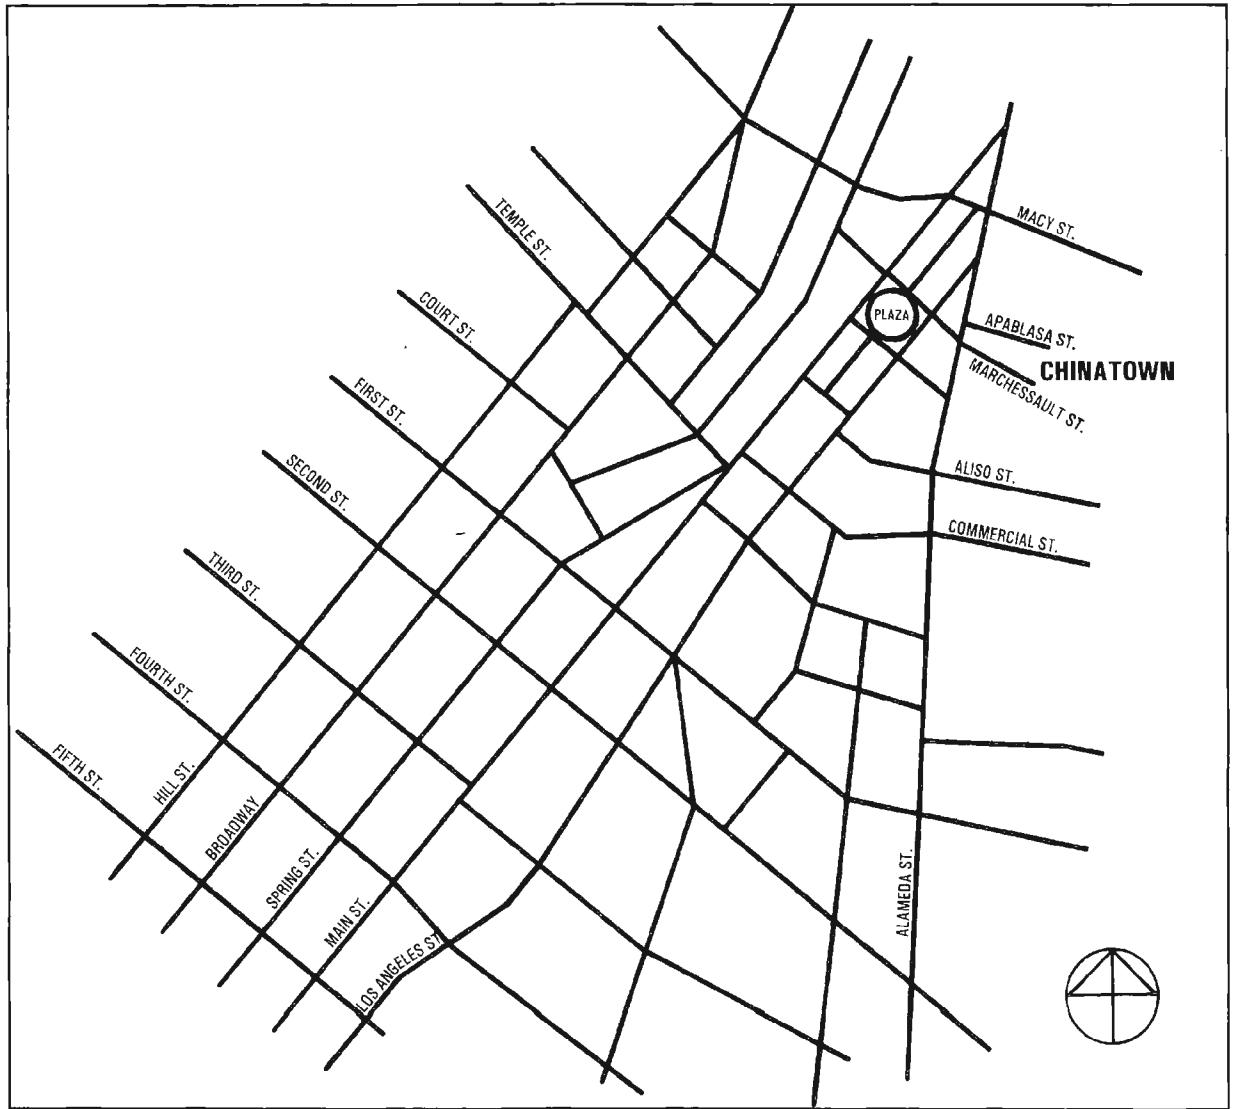 TEMPLE ST.
MACY ST.
COURT ST.
PLAZA
APABLASA ST.
CHINATOWN
MARCHESSAULT ST.
FIRST ST.
SECOND ST.
ALISO ST.
COMMERCIAL ST.
THIRD ST.
FOURTH ST.
FIFTH ST.
HILL ST.
BROADWAY
SPRING ST.
MAIN ST.
LOS ANGELES ST.
ALAMEDA ST.